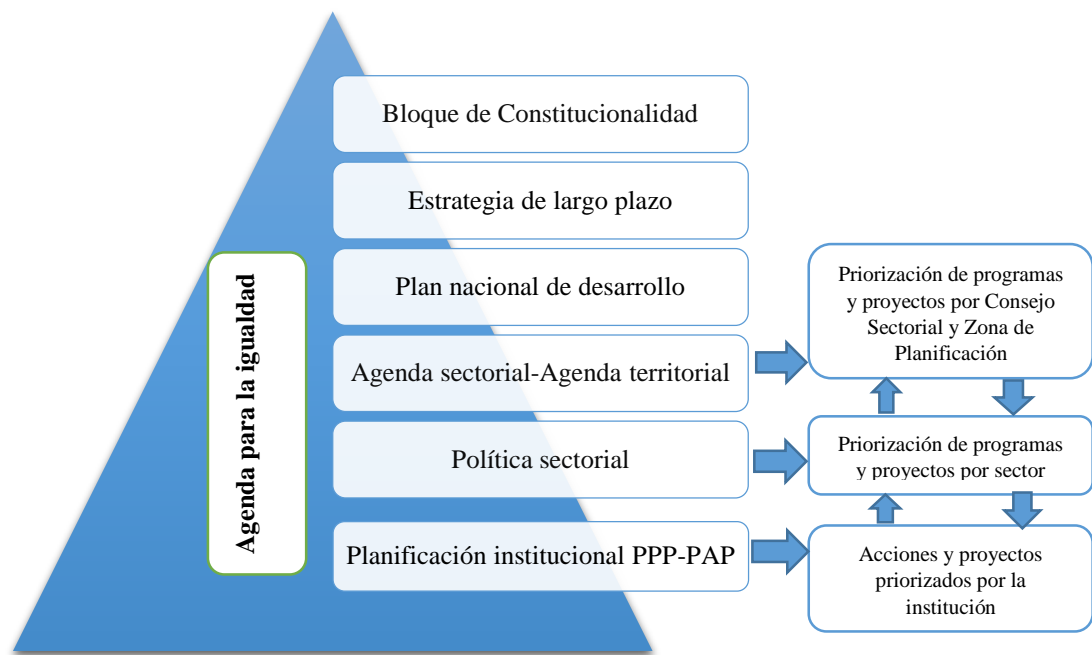 Bloque de Constitucionalidad
Estrategia de largo plazo
Plan nacional de desarrollo
Agenda sectorial-Agenda territorial
Política sectorial
Planificación institucional PPP-PAP
Agenda para la igualdad
Priorización de programas
y proyectos por Consejo
Sectorial y Zona de
Planificación
Priorización de programas
y proyectos por sector
Acciones y proyectos
priorizados por la
institución